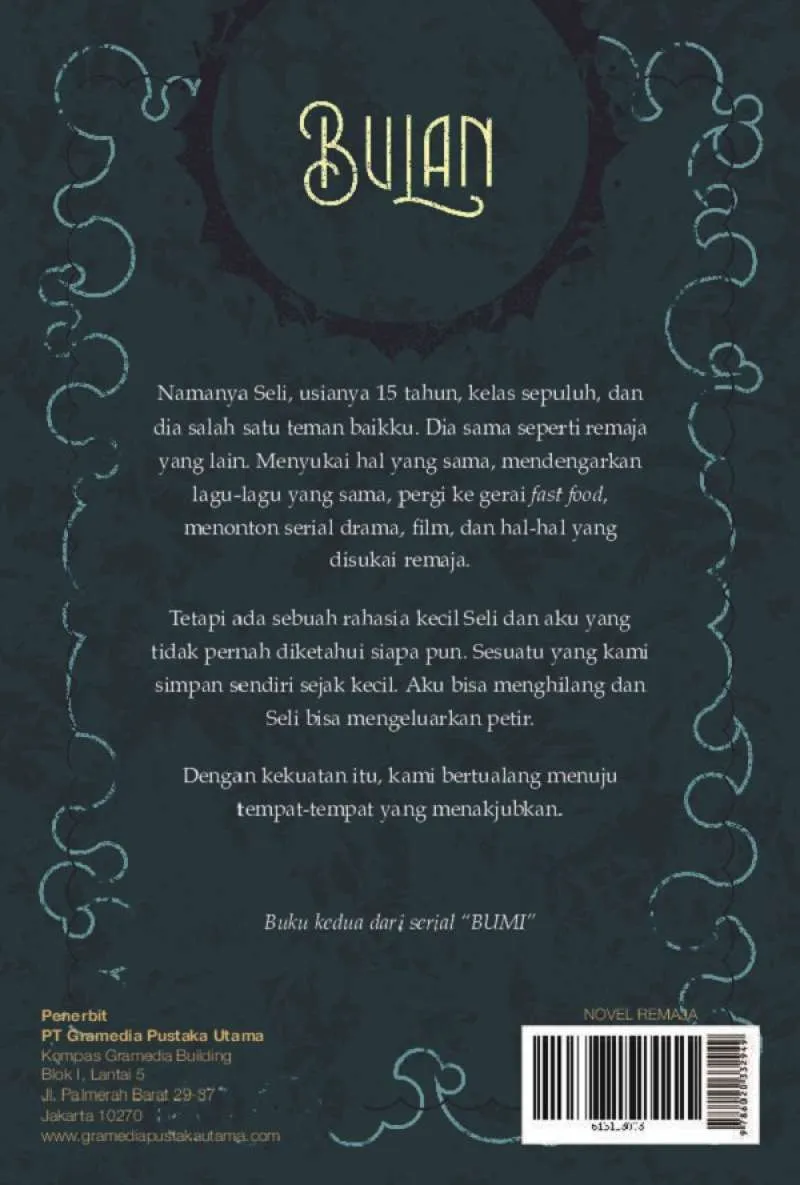 BULAN
Namanya Seli, usianya 15 tahun, kelas sepuluh, dan
dia salah satu teman baikku. Dia sama seperti remaja
yang lain. Menyukai hal yang sama, mendengarkan
lagu-lagu yang sama, pergi ke gerai fast food,
menonton serial drama, film, dan hal-hal yang
disukai remaja.
Tetapi ada sebuah rahasia kecil Seli dan aku yang
tidak pernah diketahui siapa pun. Sesuatu yang kami
simpan sendiri sejak kecil. Aku bisa menghilang dan
Seli bisa mengeluarkan petir.
Dengan kekuatan itu, kami bertualang menuju
tempat-tempat yang menakjubkan.
Buku kedua dari serial “BUMI”
Penerbit
PT Gramedia Pustaka Utama
Kompas Gramedia Building
Blok I, Lantai 5
Jl. Palmerah Barat 29-37
Jakarta 10270
www.gramediapustakautama.com
NOVEL REMAJA
9786020332949